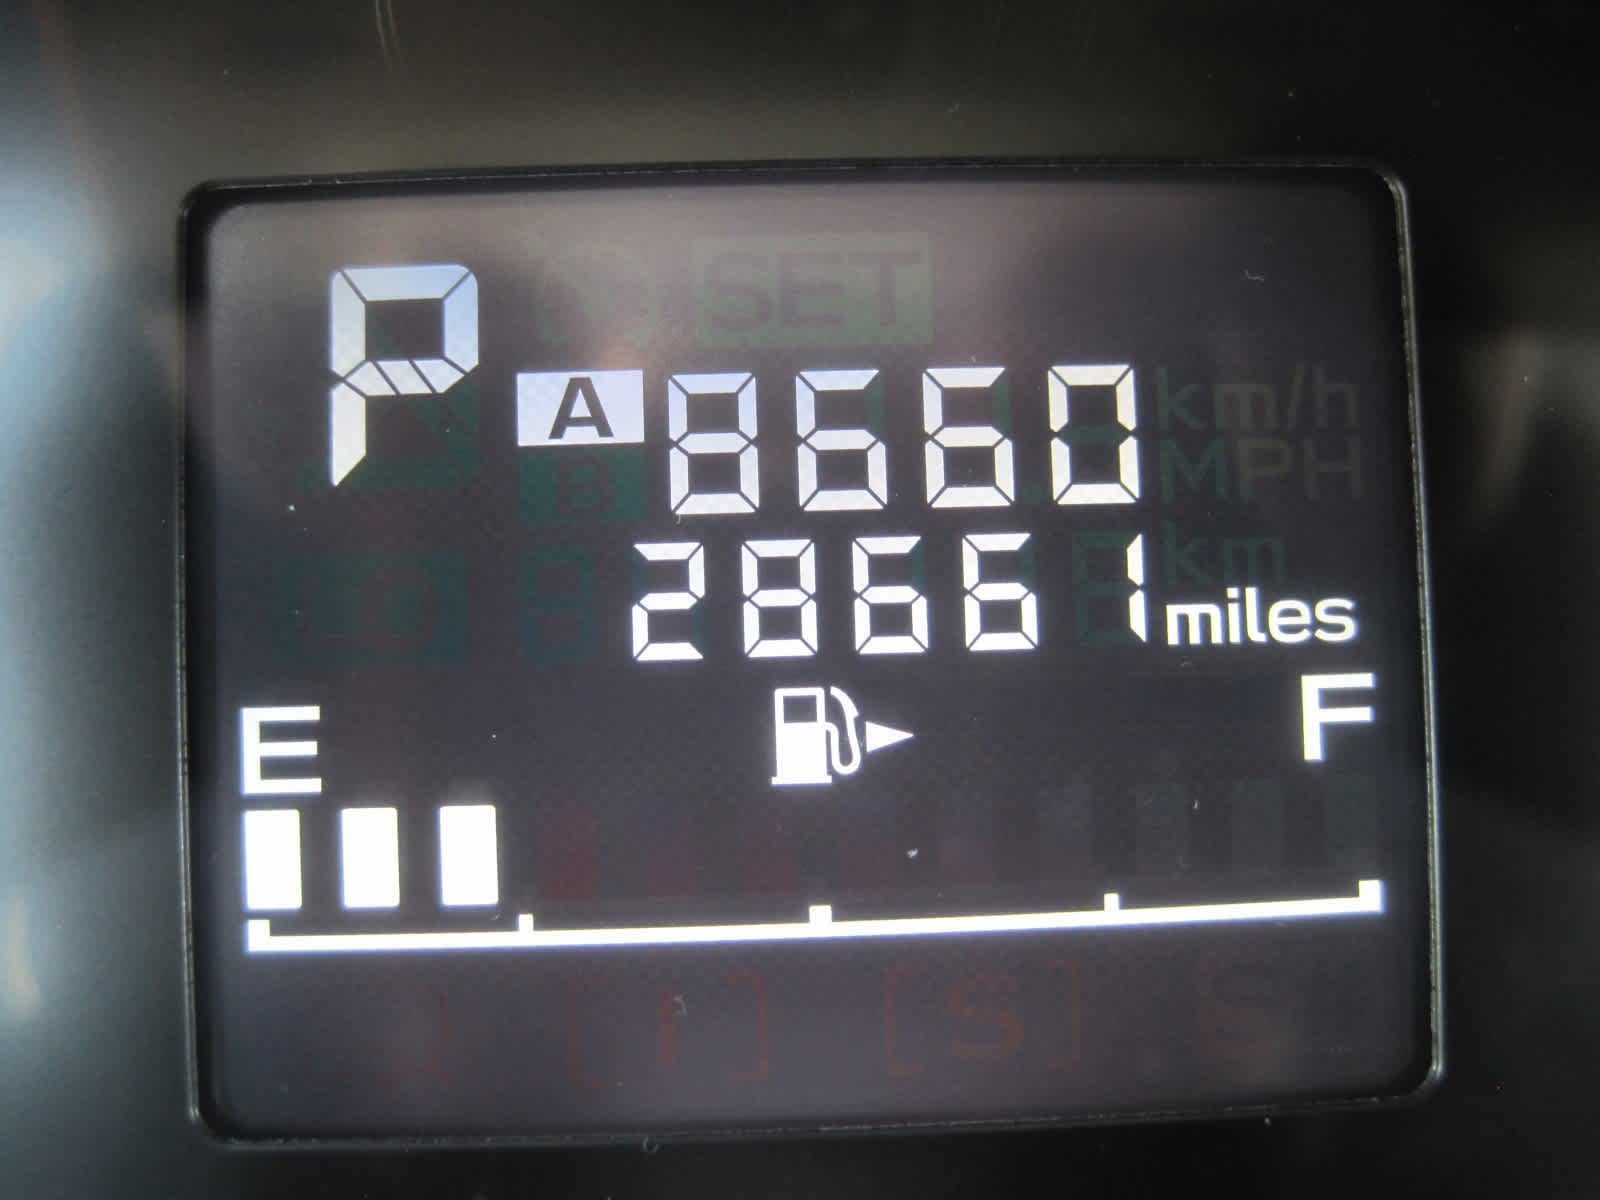 SET
P
A 8660 km/h
B MPH
km
28661 miles
E F